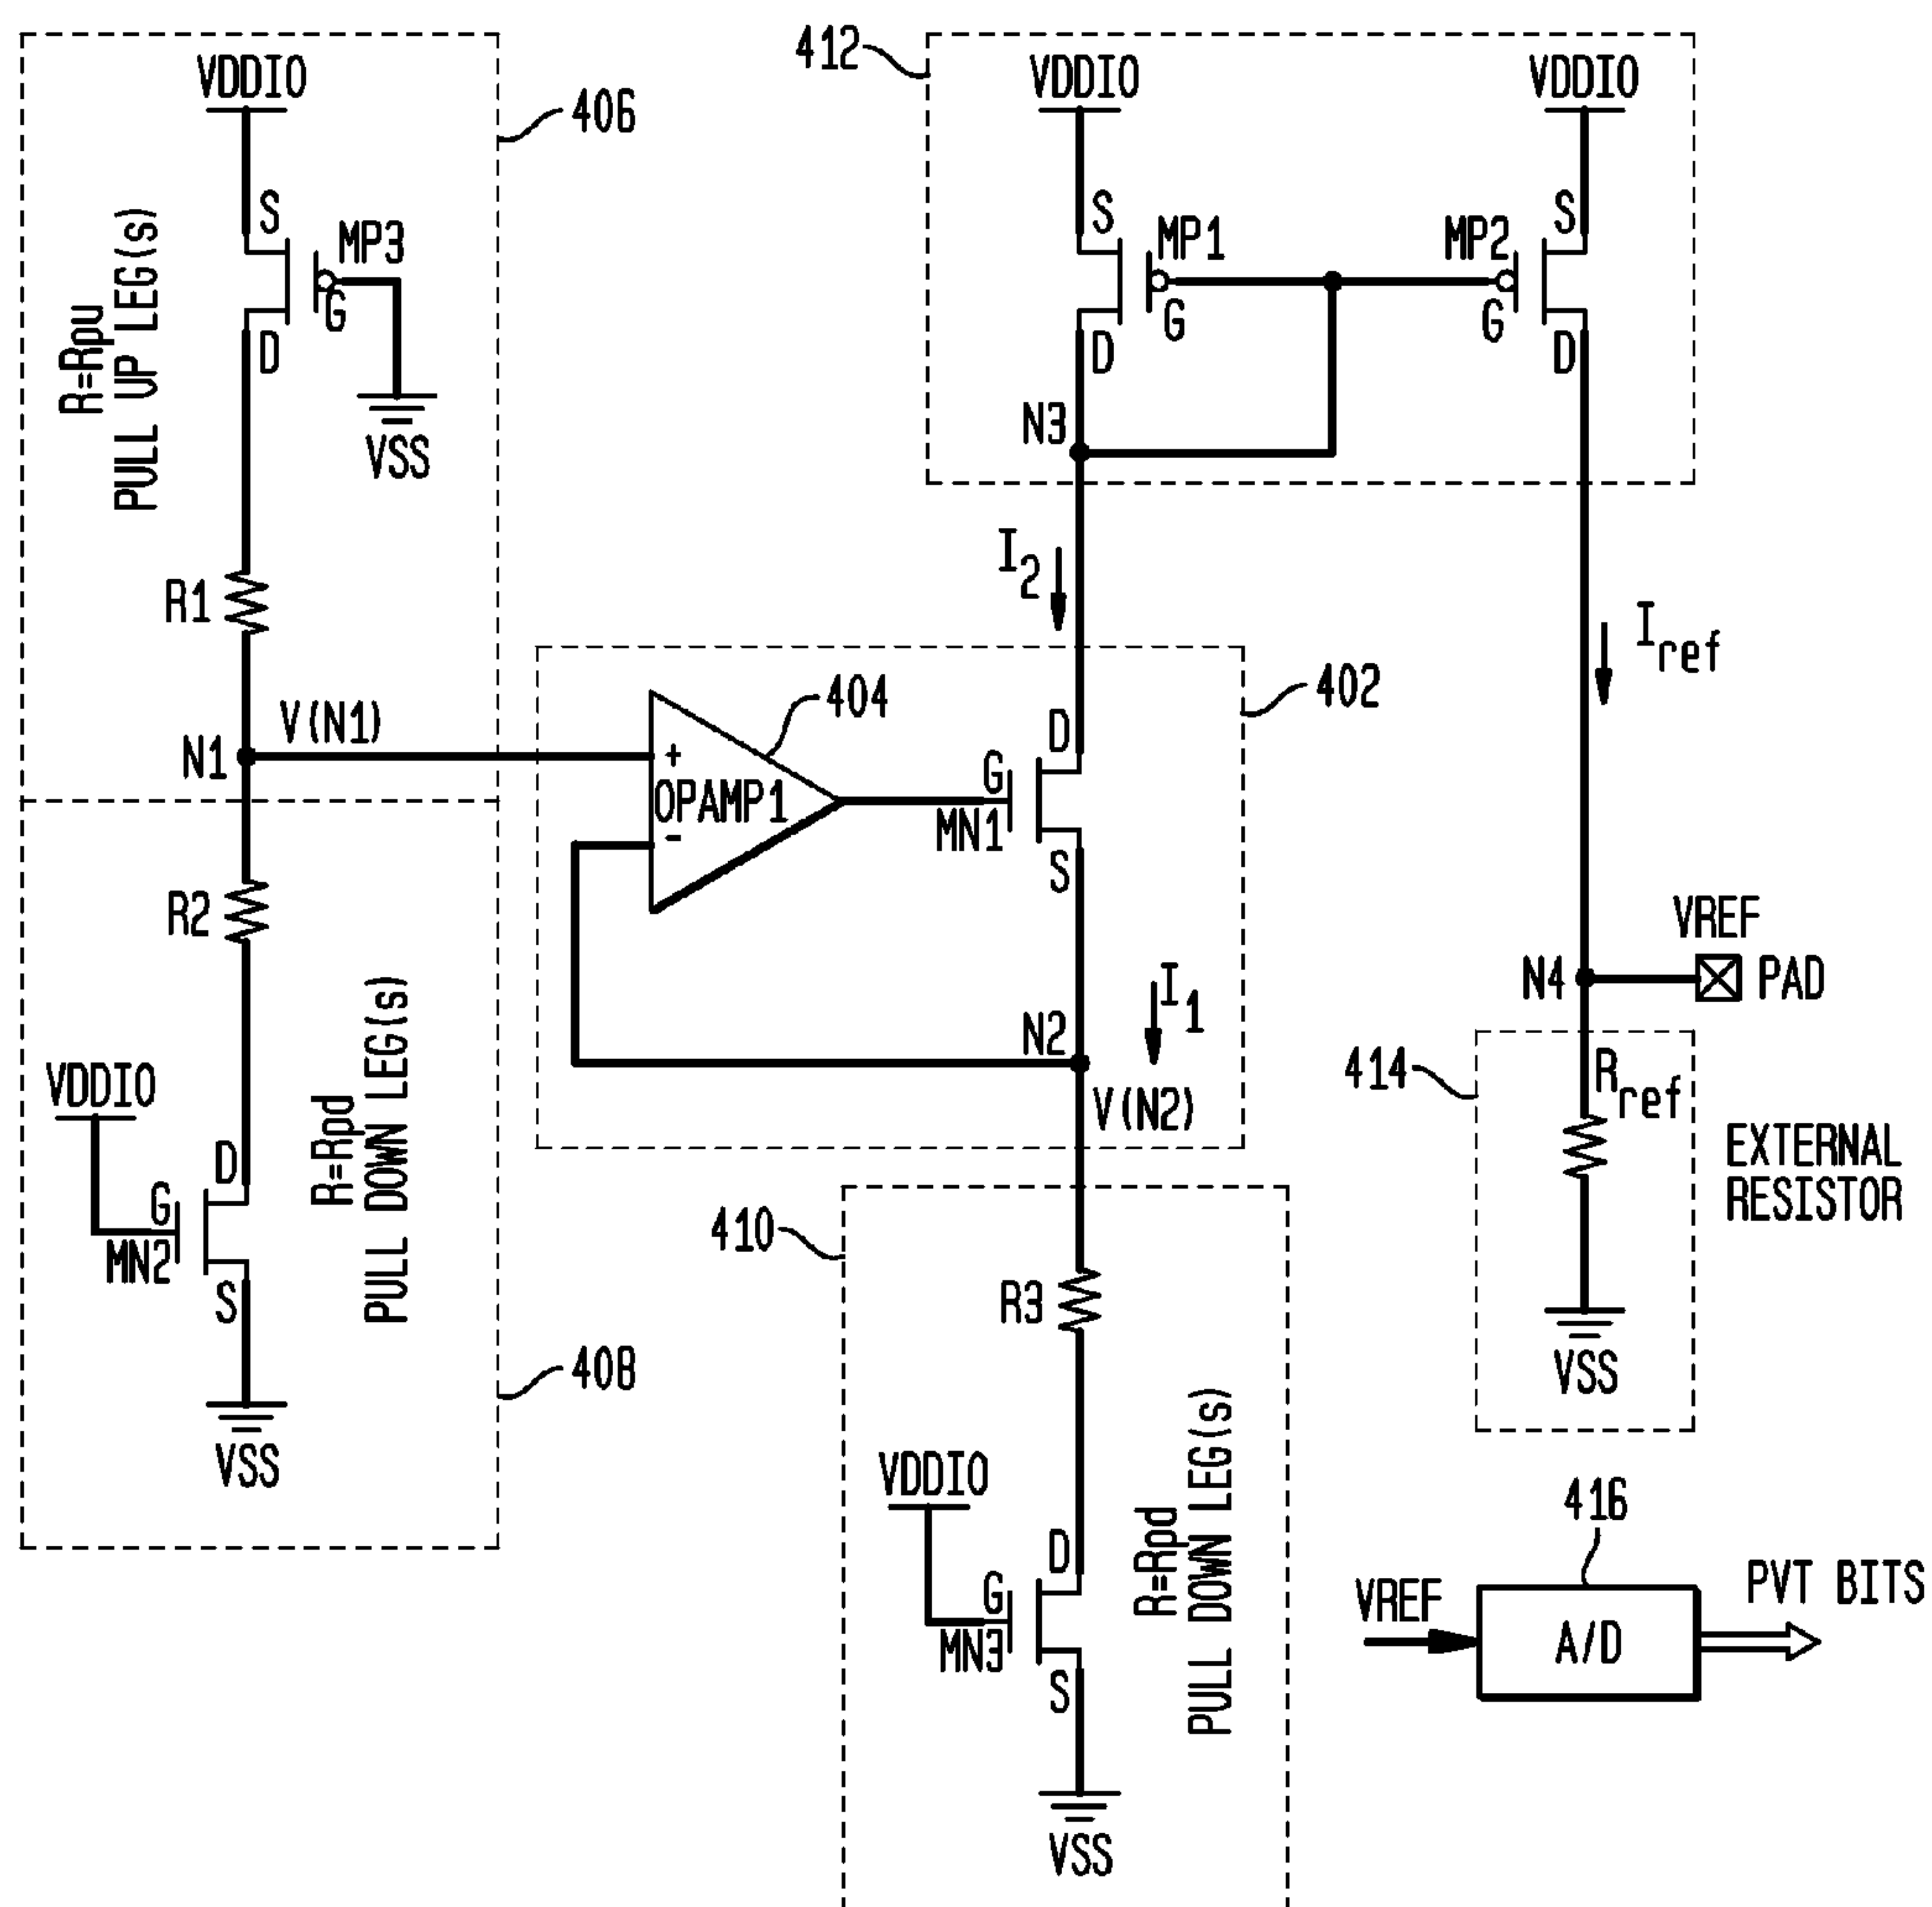 412
VDDIO
VDDIO
VDDIO
406
S
S
S
MP3
MP1
MP2
G
G
G
D
D
D
R=Rpu
PULL UP LEG(s)
VSS
N3
I2
R1
Iref
402
404
V(N1)
N1
+
OPAMP1
-
D
G
MN1
S
R2
VREF
PAD
N4
I1
N2
V(N2)
R=Rpd
PULL DOWN LEG(s)
VDDIO
D
G
MN2
S
414
Rref
EXTERNAL
RESISTOR
VSS
410
R3
408
VSS
VDDIO
D
G
MN3
S
R=Rpd
PULL DOWN LEG(s)
VSS
416
VREF
A/D
PVT BITS